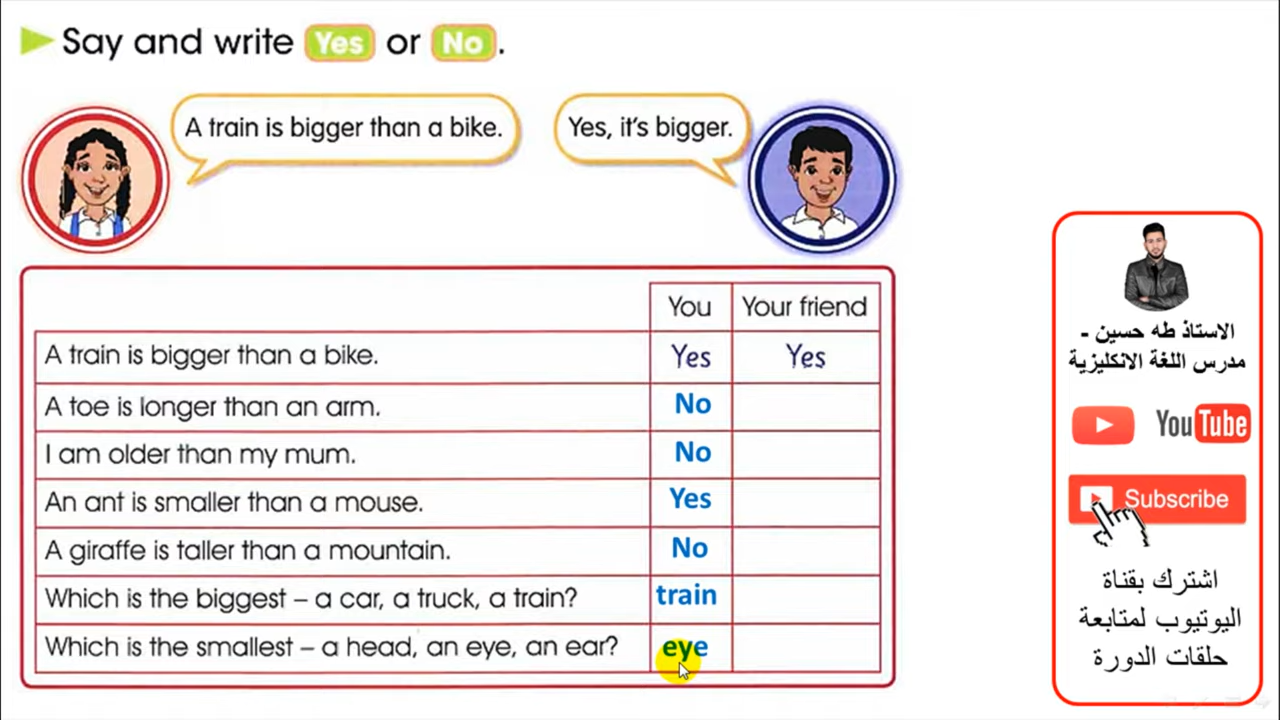 Say and write Yes or No.
A train is bigger than a bike.
Yes, it's bigger.
You Your friend
A train is bigger than a bike. Yes Yes
A toe is longer than an arm. No
I am older than my mum. No
An ant is smaller than a mouse. Yes
A giraffe is taller than a mountain. No
Which is the biggest – a car, a truck, a train? train
Which is the smallest – a head, an eye, an ear? eye
الاستاذ طه حسين -
مدرس اللغة الانكليزية
YouTube
Subscribe
اشترك بقناة
اليوتيوب لمتابعة
حلقات الدورة